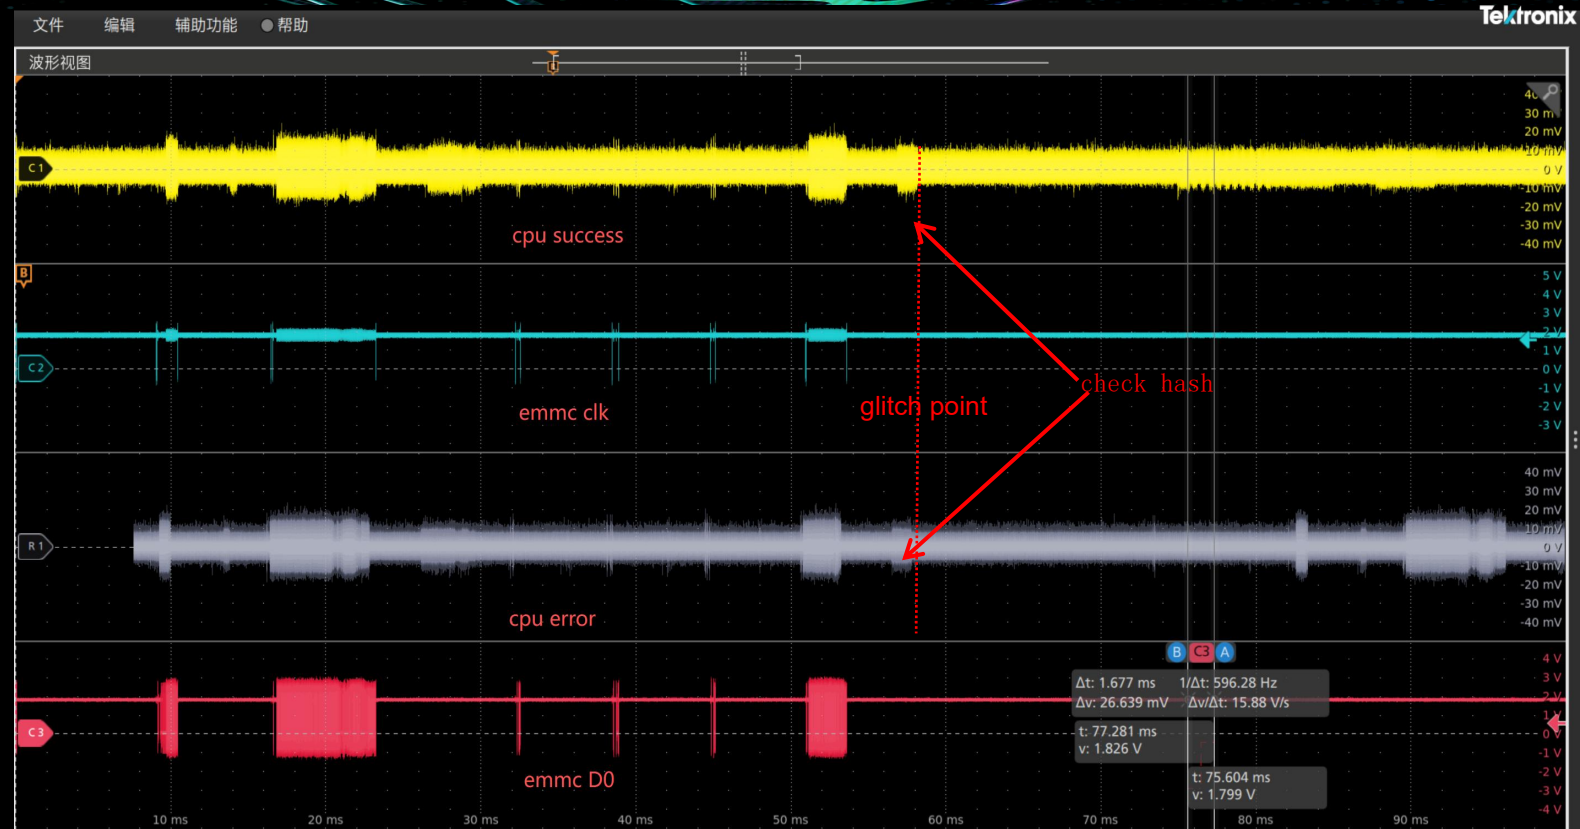 Tektronix
文件 编辑 辅助功能 帮助
波形视图
40
30 mV
20 mV
10 mV
0 V
-10 mV
-20 mV
-30 mV
-40 mV
C1
cpu success
B
5 V
4 V
3 V
2 V
1 V
0 V
-1 V
-2 V
-3 V
C2
check hash
glitch point
emmc clk
40 mV
30 mV
20 mV
10 mV
0 V
-10 mV
-20 mV
-30 mV
-40 mV
R1
cpu error
B C3 A
4 V
3 V
2 V
1 V
0 V
-1 V
-2 V
-3 V
-4 V
Δt: 1.677 ms 1/Δt: 596.28 Hz
Δv: 26.639 mV Δv/Δt: 15.88 V/s
t: 77.281 ms
v: 1.826 V
C3
t: 75.604 ms
v: 1.799 V
emmc D0
10 ms 20 ms 30 ms 40 ms 50 ms 60 ms 70 ms 80 ms 90 ms